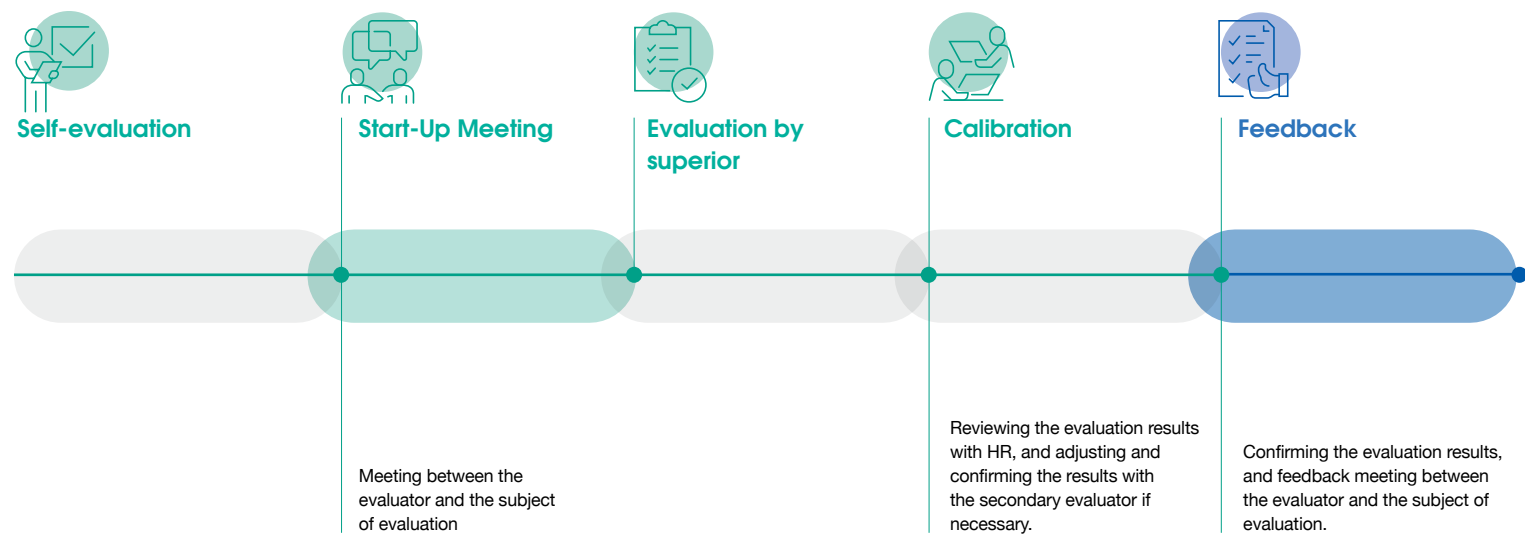 Self-evaluation
Start-Up Meeting
Evaluation by
superior
Calibration
Feedback
Meeting between the
evaluator and the subject
of evaluation
Reviewing the evaluation results
with HR, and adjusting and
confirming the results with
the secondary evaluator if
necessary.
Confirming the evaluation results,
and feedback meeting between
the evaluator and the subject of
evaluation.